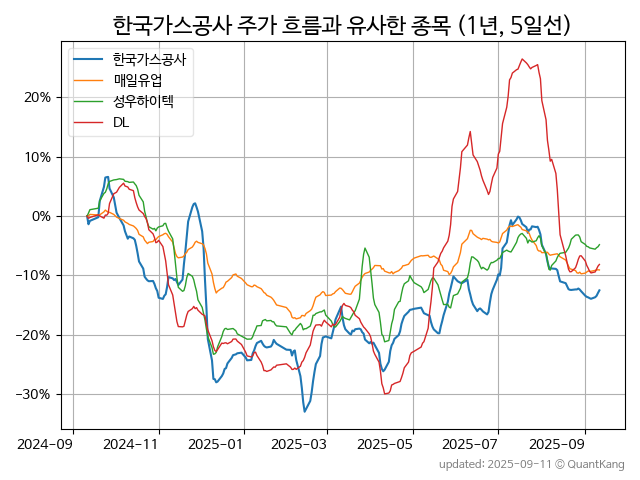 한국가스공사 주가 흐름과 유사한 종목 (1년, 5일선)
한국가스공사
매일유업
성우하이텍
DL
20%
10%
0%
−10%
−20%
−30%
2024-09
2024-11
2025-01
2025-03
2025-05
2025-07
2025-09
updated: 2025-09-11 © QuantKang